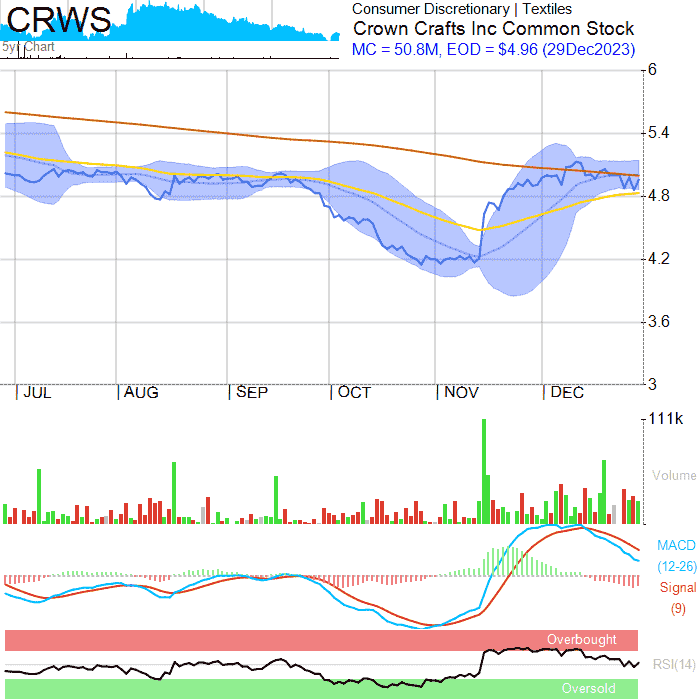 CRWS
5yr Chart
Consumer Discretionary | Textiles
Crown Crafts Inc Common Stock
MC = 50.8M, EOD = $4.96 (29Dec2023)
6
5.4
4.8
4.2
3.6
3
JUL AUG SEP OCT NOV DEC
111k
Volume
MACD
(12-26)
Signal
(9)
Overbought
RSI(14)
Oversold